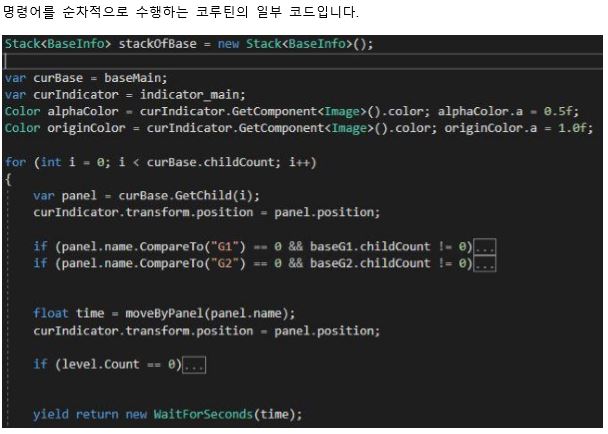 명령어를 순차적으로 수행하는 코루틴의 일부 코드입니다.
Stack<BaseInfo> stackOfBase = new Stack<BaseInfo>();
var curBase = baseMain;
var curIndicator = indicator_main;
Color alphaColor = curIndicator.GetComponent<Image>().color; alphaColor.a = 0.5f;
Color originColor = curIndicator.GetComponent<Image>().color; originColor.a = 1.0f;
for (int i = 0; i < curBase.childCount; i++)
{
var panel = curBase.GetChild(i);
curIndicator.transform.position = panel.position;
if (panel.name.CompareTo("G1") == 0 && baseG1.childCount != 0)...
if (panel.name.CompareTo("G2") == 0 && baseG2.childCount != 0)...
float time = moveByPanel(panel.name);
curIndicator.transform.position = panel.position;
if (level.Count == 0)...
yield return new WaitForSeconds(time);